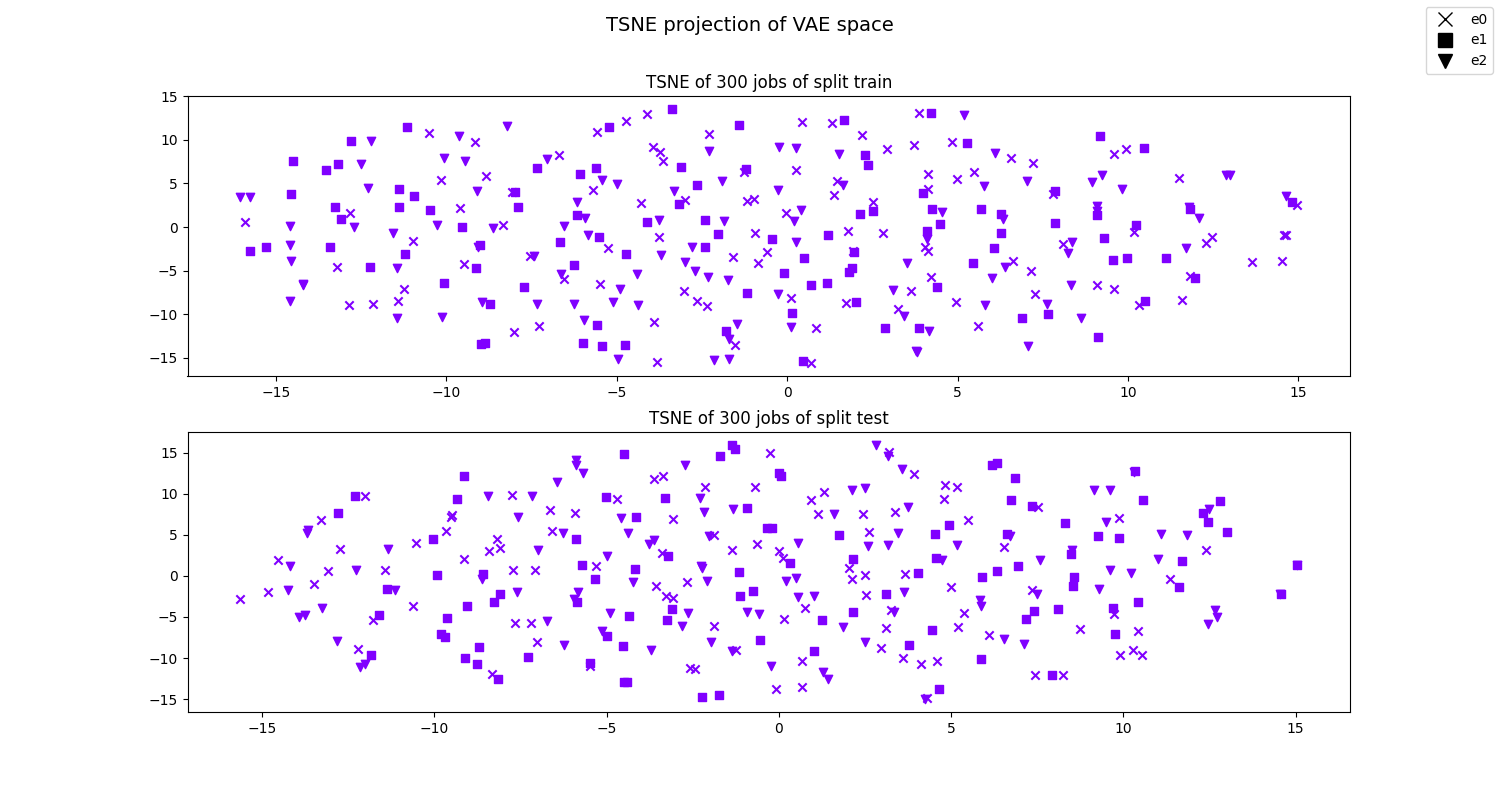 TSNE projection of VAE space
e0
e1
e2
TSNE of 300 jobs of split train
15
10
5
0
−5
−10
−15
−15 −10 −5 0 5 10 15
TSNE of 300 jobs of split test
15
10
5
0
−5
−10
−15
−15 −10 −5 0 5 10 15